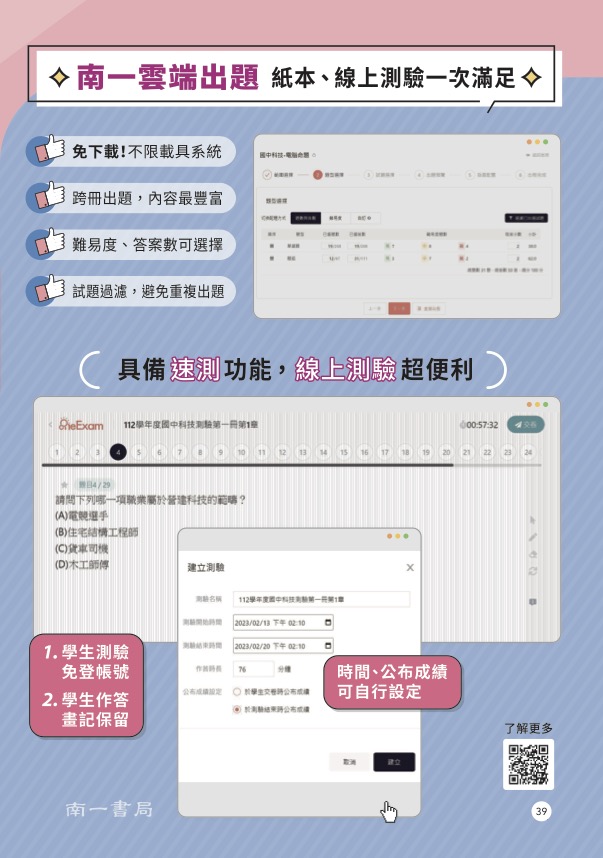 南一雲端出題 紙本、線上測驗一次滿足
免下載!不限載具系統
跨冊出題，內容最豐富
難易度、答案數可選擇
試題過濾，避免重複出題
國中科技-電腦命題
具備速測功能，線上測驗超便利
OneExam
112學年度國中科技測驗第一冊第1章
00:57:32
交卷
1 2 3 4 5 6 7 8 9 10 11 12 13 14 15 16 17 18 19 20 21 22 23 24
題目4 / 29
請問下列哪一項職業屬於營建科技的範疇？
(A)電競選手
(B)住宅結構工程師
(C)貨車司機
(D)木工師傅
建立測驗
測驗名稱 112學年度國中科技測驗第一冊第1章
測驗開始時間 2023/02/13 下午 02:10
測驗結束時間 2023/02/20 下午 02:10
作答時長 76 分鐘
公布成績設定 於學生交卷時公布成績
於測驗結束時公布成績
取消 建立
1. 學生測驗
免登帳號
2. 學生作答
畫記保留
時間、公布成績
可自行設定
了解更多
南一書局
39